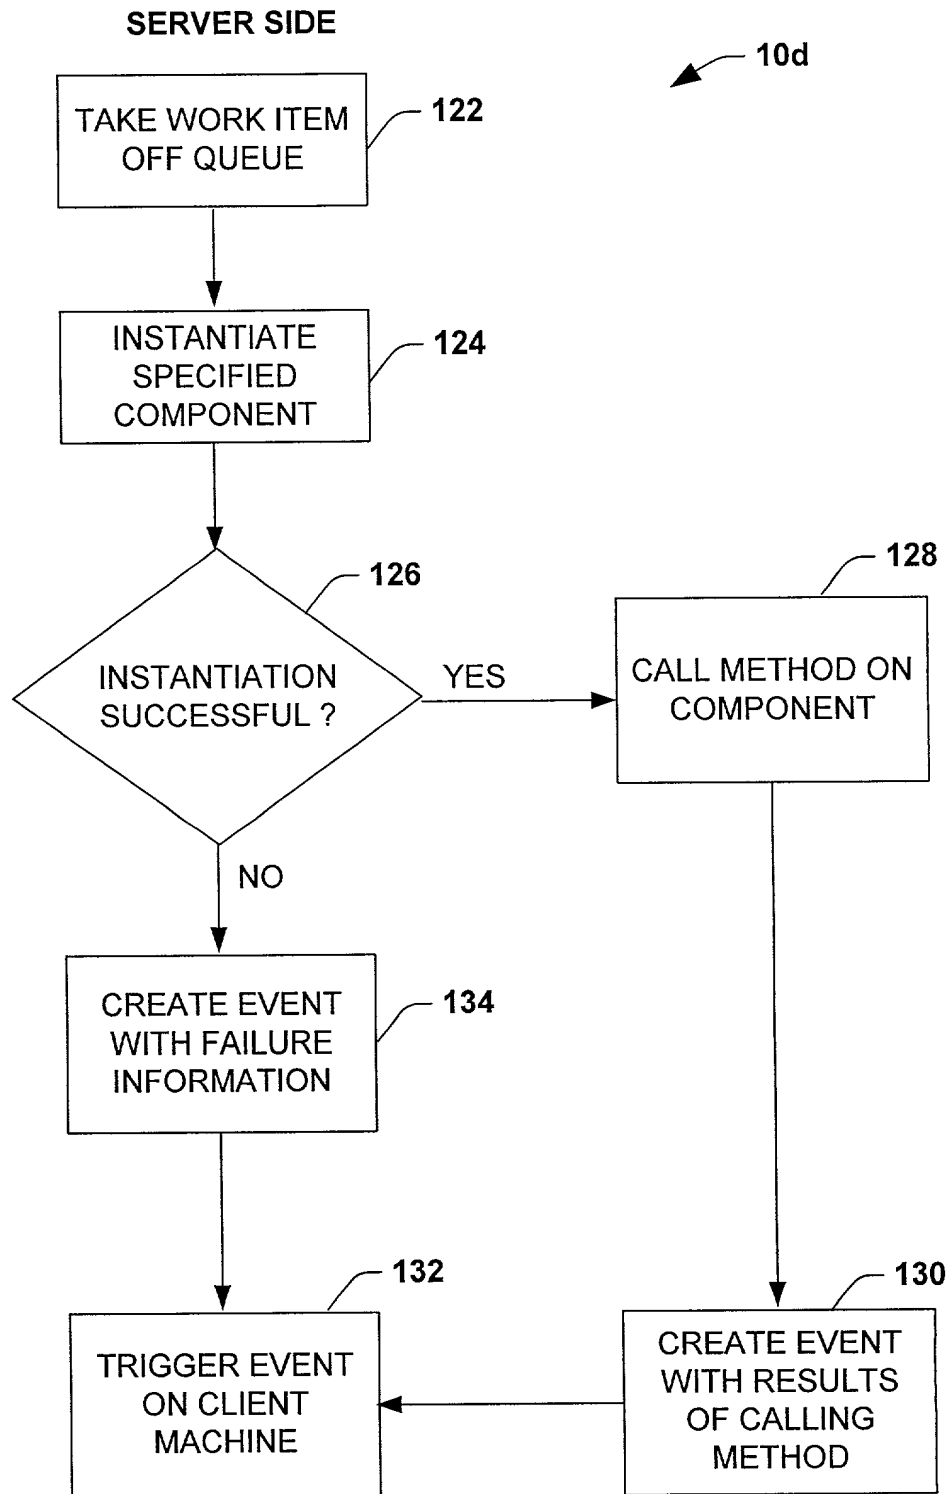 SERVER SIDE
10d
TAKE WORK ITEM
OFF QUEUE
122
INSTANTIATE
SPECIFIED
COMPONENT
124
126
INSTANTIATION
SUCCESSFUL ?
YES
128
CALL METHOD ON
COMPONENT
NO
CREATE EVENT
WITH FAILURE
INFORMATION
134
132
TRIGGER EVENT
ON CLIENT
MACHINE
130
CREATE EVENT
WITH RESULTS
OF CALLING
METHOD